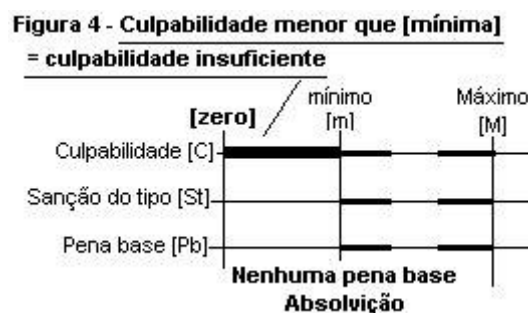 Figura 4 - Culpabilidade menor que [mínima]
= culpabilidade insuficiente
mínimo Máximo
[zero] [m] [M]
Culpabilidade [C]
Sanção do tipo [St]
Pena base [Pb]
Nenhuma pena base
Absolvição